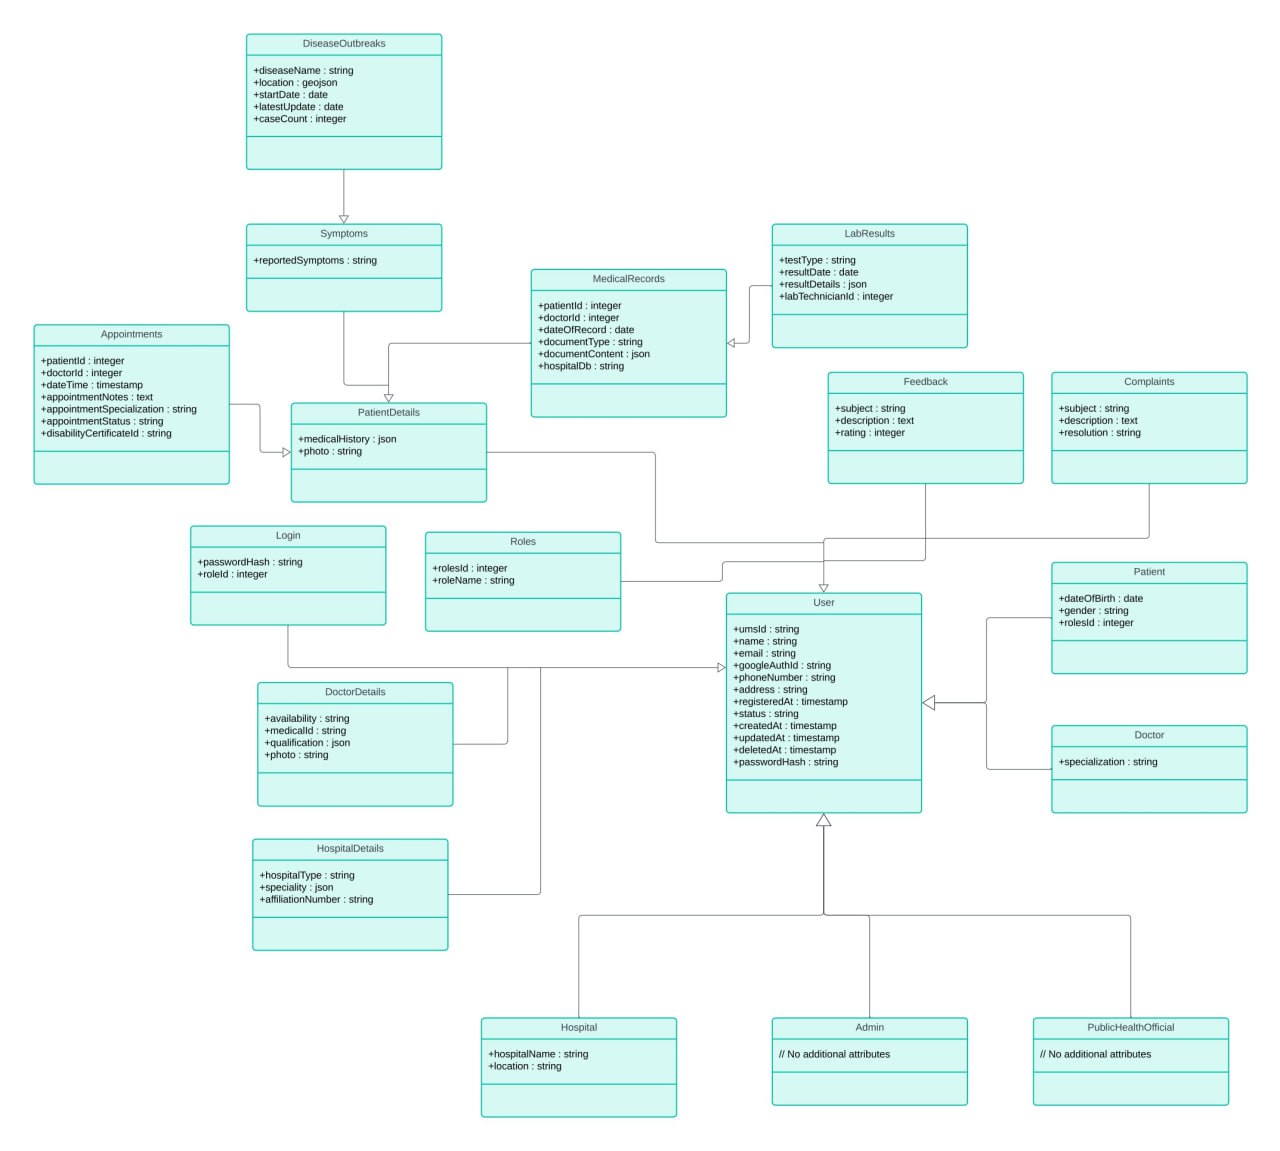 DiseaseOutbreaks
+diseaseName : string
+location : geojson
+startDate : date
+latestUpdate : date
+caseCount : integer
Symptoms
+reportedSymptoms : string
LabResults
+testType : string
+resultDate : date
+resultDetails : json
+labTechnicianId : integer
MedicalRecords
+patientId : integer
+doctorId : integer
+dateOfRecord : date
+documentType : string
+documentContent : json
+hospitalDb : string
Appointments
+patientId : integer
+doctorId : integer
+dateTime : timestamp
+appointmentNotes : text
+appointmentSpecialization : string
+appointmentStatus : string
+disabilityCertificateId : string
PatientDetails
+medicalHistory : json
+photo : string
Feedback
+subject : string
+description : text
+rating : integer
Complaints
+subject : string
+description : text
+resolution : string
Login
+passwordHash : string
+roleId : integer
Roles
+rolesId : integer
+roleName : string
User
+umsId : string
+name : string
+email : string
+googleAuthId : string
+phoneNumber : string
+address : string
+registeredAt : timestamp
+status : string
+createdAt : timestamp
+updatedAt : timestamp
+deletedAt : timestamp
+passwordHash : string
Patient
+dateOfBirth : date
+gender : string
+rolesId : integer
DoctorDetails
+availability : string
+medicalId : string
+qualification : json
+photo : string
Doctor
+specialization : string
HospitalDetails
+hospitalType : string
+speciality : json
+affiliationNumber : string
Hospital
+hospitalName : string
+location : string
Admin
// No additional attributes
PublicHealthOfficial
// No additional attributes